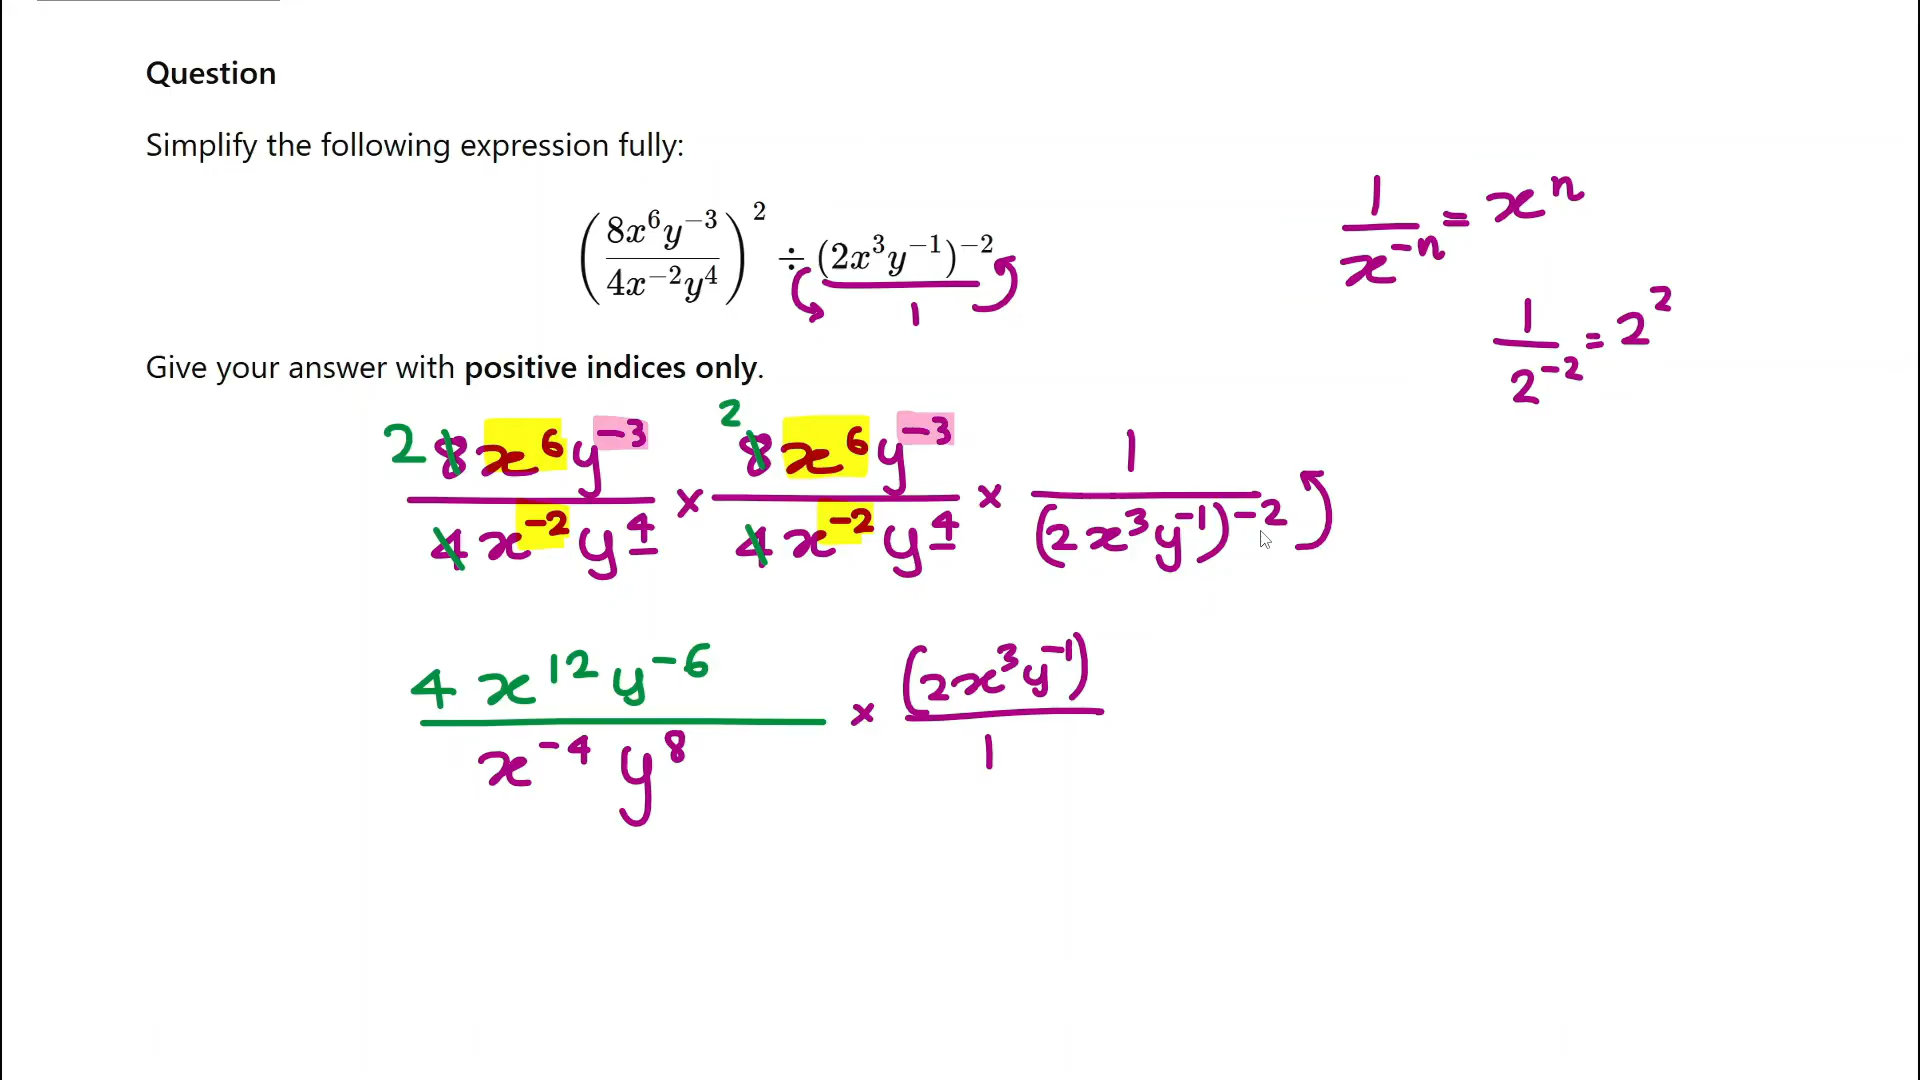 Question
Simplify the following expression fully:
(8x⁶y⁻³ / 4x⁻²y⁴)² ÷ (2x³y⁻¹)⁻²
1
1/x⁻ⁿ = xⁿ
1/2⁻² = 2²
Give your answer with positive indices only.
2 8x⁶y⁻³ / 4x⁻²y⁴ × 2 8x⁶y⁻³ / 4x⁻²y⁴ × 1 / (2x³y⁻¹)⁻²
4x¹²y⁻⁶ / x⁻⁴y⁸ × (2x³y⁻¹) / 1